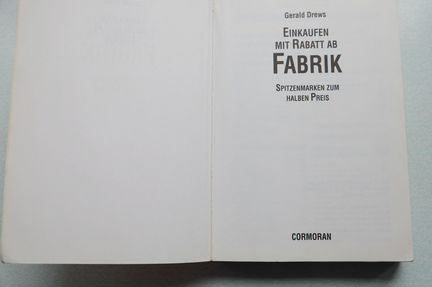 Gerald Drews
EINKAUFEN
MIT RABATT AB
FABRIK
SPITZENMARKEN ZUM
HALBEN PREIS
CORMORAN